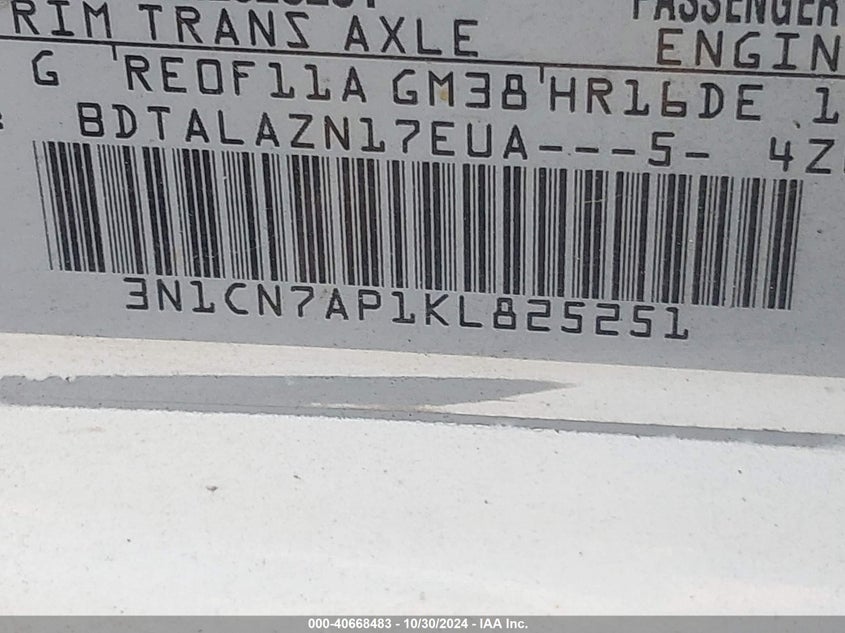 PASSENGER
RIM TRANS AXLE ENGIN
G RE0F11A GM38 HR16DE 1
BDTALAZN17EUA---5- 4Z
3N1CN7AP1KL825251
000-40668483 - 10/30/2024 - IAA Inc.